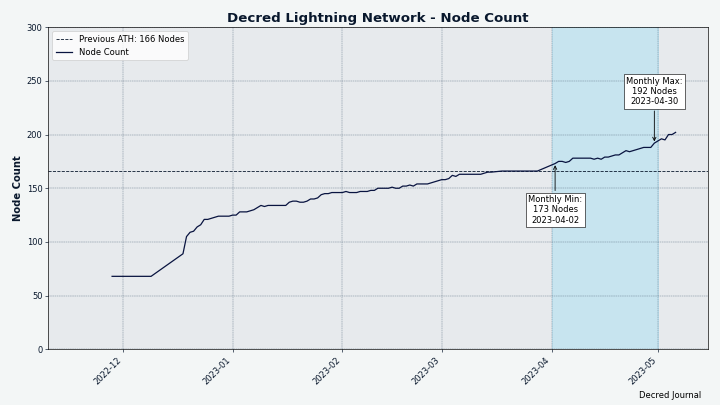 Decred Lightning Network - Node Count
Previous ATH: 166 Nodes
Node Count
Node Count
300
250
200
150
100
50
0
Monthly Max:
192 Nodes
2023-04-30
Monthly Min:
173 Nodes
2023-04-02
2022-12
2023-01
2023-02
2023-03
2023-04
2023-05
Decred Journal